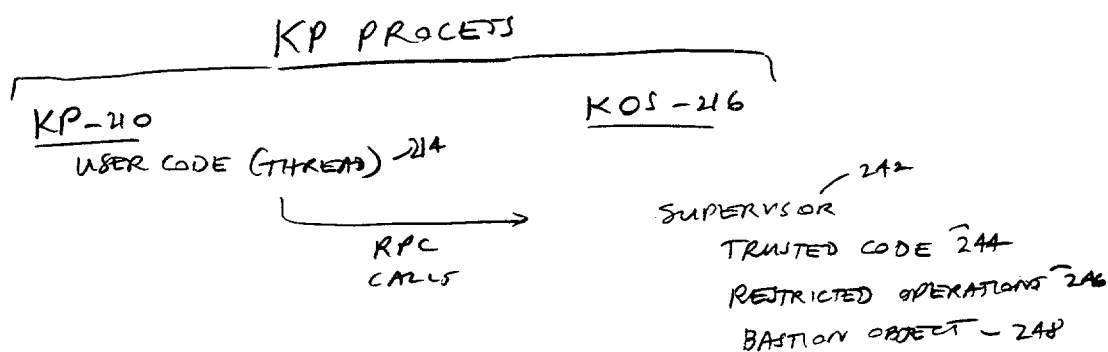 KP PROCESS
KP-210
USER CODE (THREAD) 214
RPC
CALLS
KOS-216
242
SUPERVSOR
TRUSTED CODE 244
RESTRICTED OPERATIONS 246
BASTION OBJECT - 248